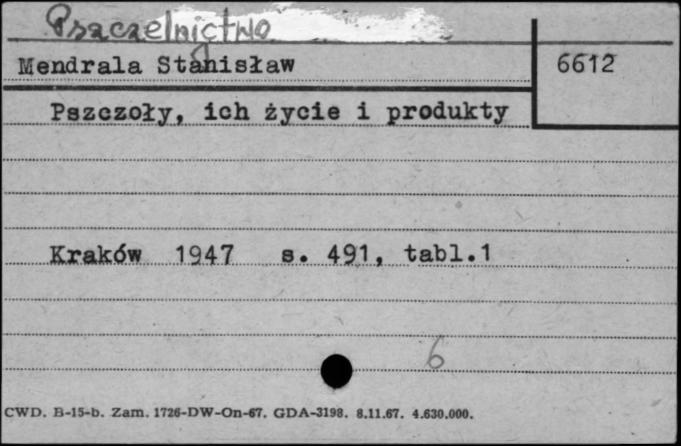 Pszczelnictwo
Mendrala Stanisław
6612
Pszczoły, ich życie i produkty
Kraków 1947 s. 491, tabl.1
6
CWD. B-15-b. Zam. 1726-DW-On-67. GDA-3198. 8.11.67. 4.630.000.